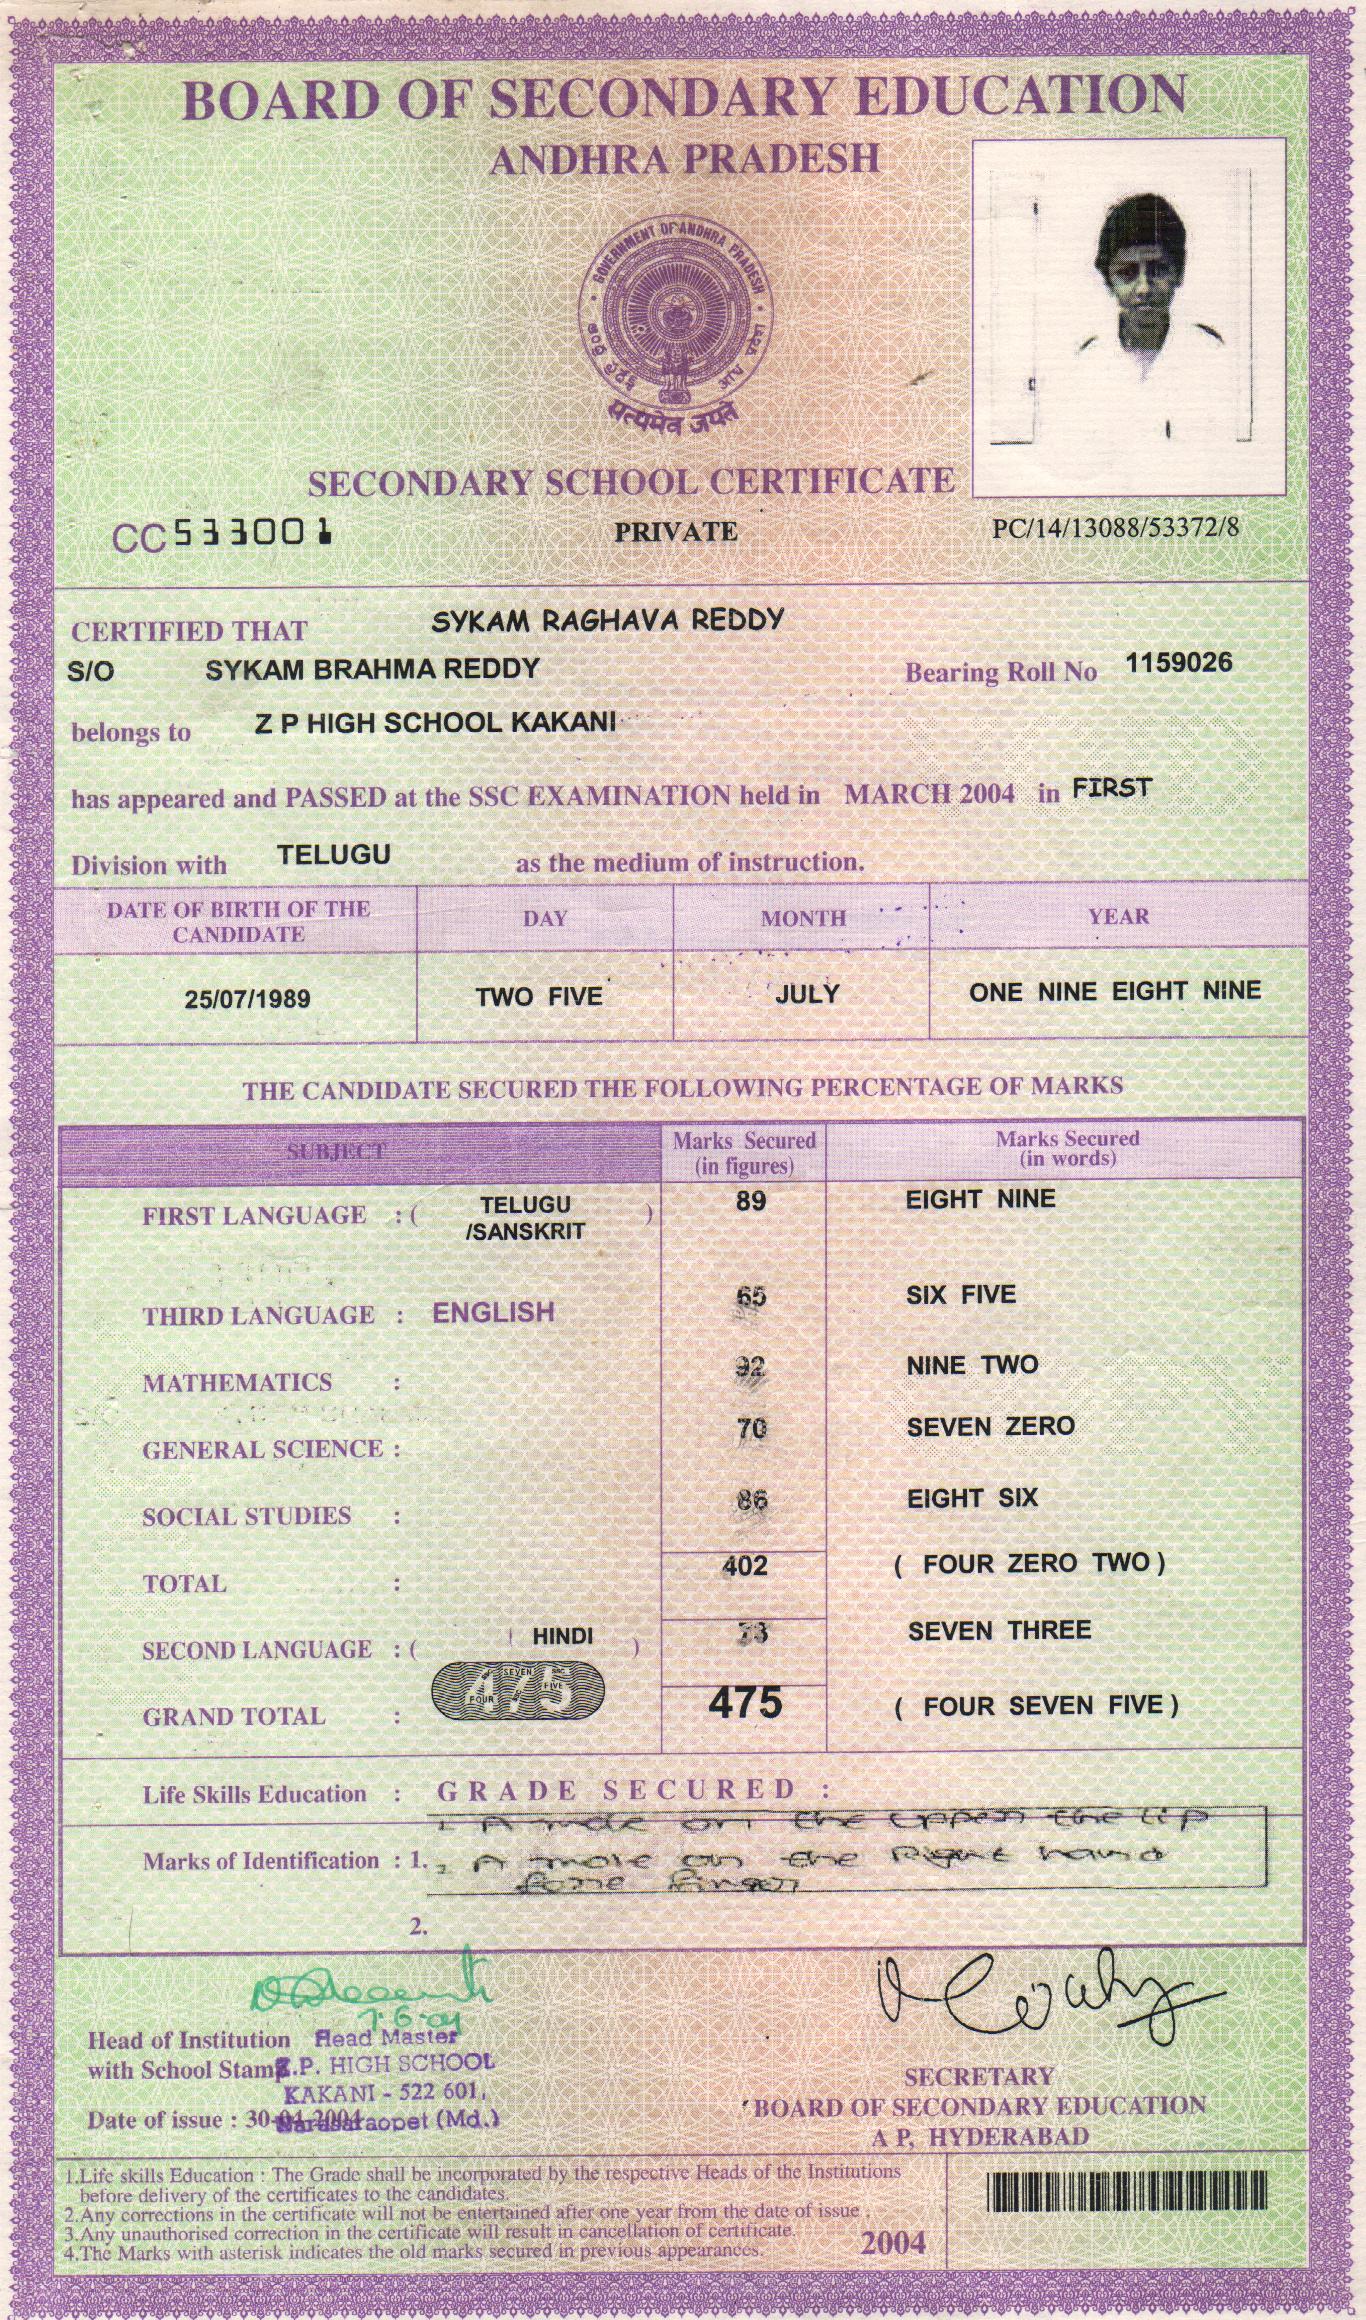 BOARD OF SECONDARY EDUCATION
ANDHRA PRADESH
GOVERNMENT OF ANDHRA PRADESH
सत्यमेव जयते
SECONDARY SCHOOL CERTIFICATE
CC 533001 PRIVATE PC/14/13088/53372/8
CERTIFIED THAT SYKAM RAGHAVA REDDY
S/O SYKAM BRAHMA REDDY Bearing Roll No 1159026
belongs to Z P HIGH SCHOOL KAKANI
has appeared and PASSED at the SSC EXAMINATION held in MARCH 2004 in FIRST
Division with TELUGU as the medium of instruction.
DATE OF BIRTH OF THE CANDIDATE DAY MONTH YEAR
25/07/1989 TWO FIVE JULY ONE NINE EIGHT NINE
THE CANDIDATE SECURED THE FOLLOWING PERCENTAGE OF MARKS
SUBJECT Marks Secured (in figures) Marks Secured (in words)
FIRST LANGUAGE : ( TELUGU /SANSKRIT ) 89 EIGHT NINE
THIRD LANGUAGE : ENGLISH 65 SIX FIVE
MATHEMATICS : 92 NINE TWO
GENERAL SCIENCE : 70 SEVEN ZERO
SOCIAL STUDIES : 86 EIGHT SIX
TOTAL : 402 ( FOUR ZERO TWO )
SECOND LANGUAGE : ( HINDI ) 73 SEVEN THREE
GRAND TOTAL : 475 475 ( FOUR SEVEN FIVE )
Life Skills Education : GRADE SECURED :
1. A mole on the upper the lip
Marks of Identification : 1. 2. A mole on the Right hand
fore finger
2.
7.6.04
Head of Institution Head Master
with School Stamp Z.P. HIGH SCHOOL
KAKANI - 522 601,
Date of issue : 30-04-2004 Narasaraopet (Md.)
SECRETARY
BOARD OF SECONDARY EDUCATION
A P, HYDERABAD
1.Life skills Education : The Grade shall be incorporated by the respective Heads of the Institutions
before delivery of the certificates to the candidates.
2.Any corrections in the certificate will not be entertained after one year from the date of issue .
3.Any unauthorised correction in the certificate will result in cancellation of certificate.
4.The Marks with asterisk indicates the old marks secured in previous appearances.
2004